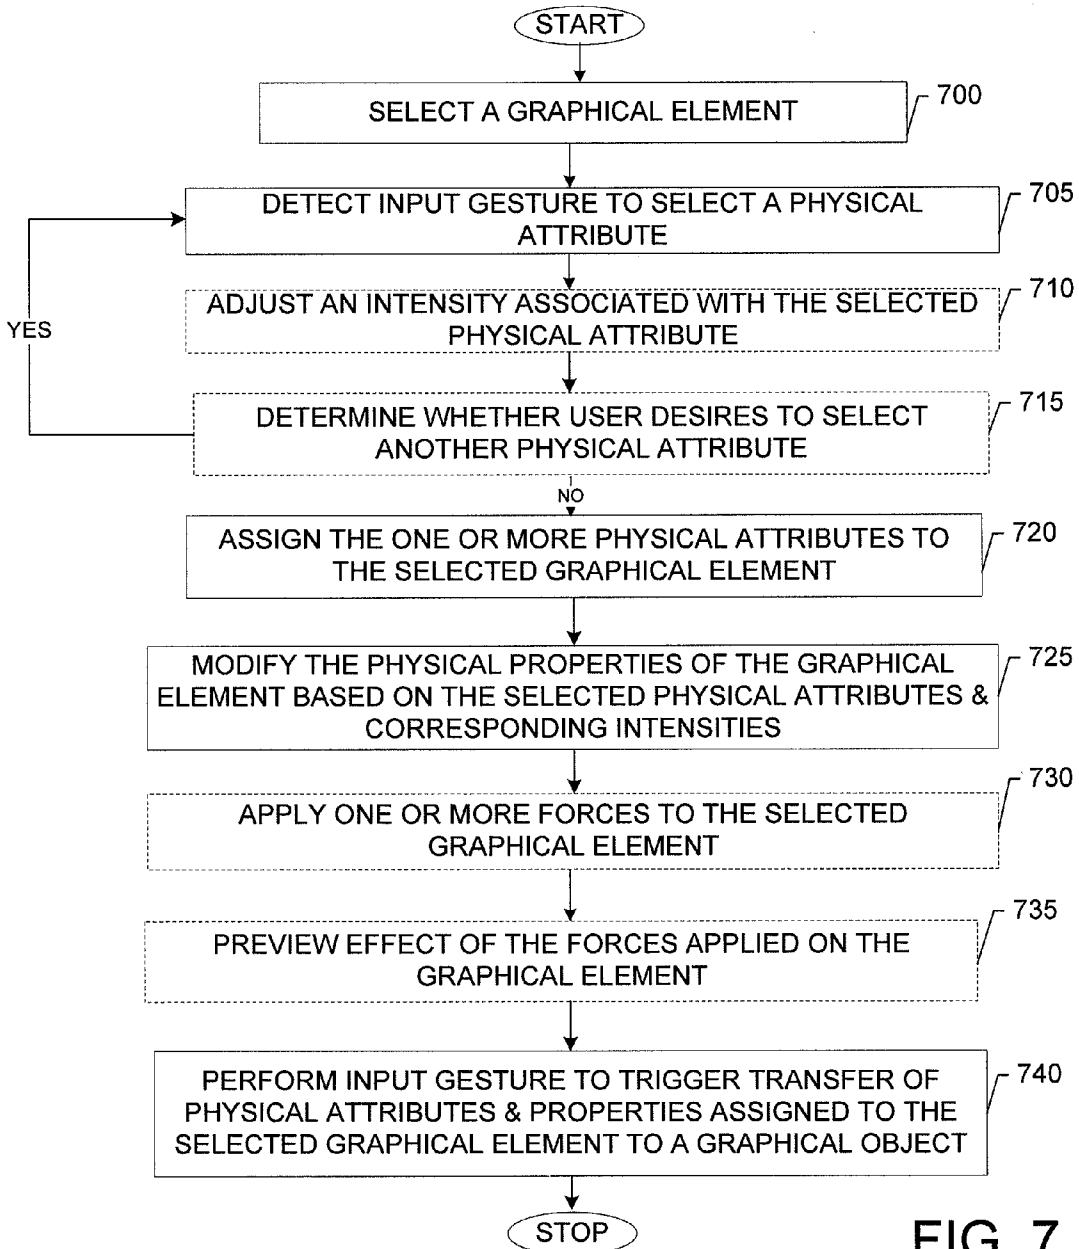 START
SELECT A GRAPHICAL ELEMENT
700
DETECT INPUT GESTURE TO SELECT A PHYSICAL
ATTRIBUTE
705
ADJUST AN INTENSITY ASSOCIATED WITH THE SELECTED
PHYSICAL ATTRIBUTE
710
YES
DETERMINE WHETHER USER DESIRES TO SELECT
ANOTHER PHYSICAL ATTRIBUTE
715
NO
ASSIGN THE ONE OR MORE PHYSICAL ATTRIBUTES TO
THE SELECTED GRAPHICAL ELEMENT
720
MODIFY THE PHYSICAL PROPERTIES OF THE GRAPHICAL
ELEMENT BASED ON THE SELECTED PHYSICAL ATTRIBUTES &
CORRESPONDING INTENSITIES
725
APPLY ONE OR MORE FORCES TO THE SELECTED
GRAPHICAL ELEMENT
730
PREVIEW EFFECT OF THE FORCES APPLIED ON THE
GRAPHICAL ELEMENT
735
PERFORM INPUT GESTURE TO TRIGGER TRANSFER OF
PHYSICAL ATTRIBUTES & PROPERTIES ASSIGNED TO THE
SELECTED GRAPHICAL ELEMENT TO A GRAPHICAL OBJECT
740
STOP
FIG. 7